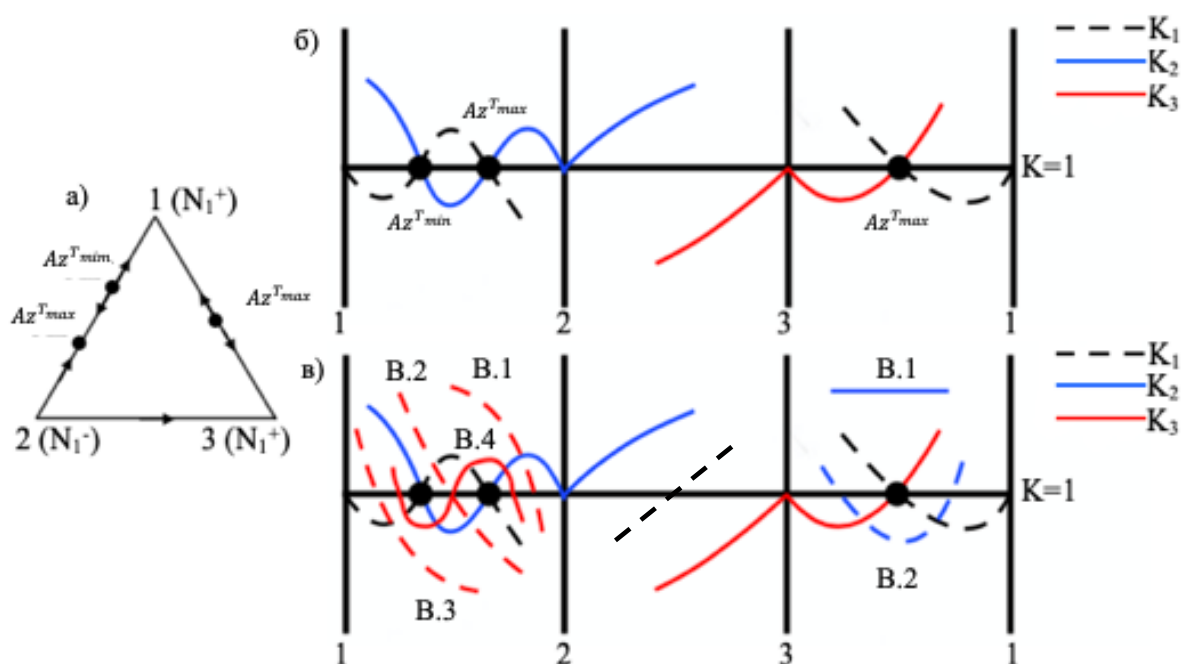 а)
1 (N₁⁺)
Az^Tmin.
Az^Tmax
Az^Tmax
2 (N₁⁻)
3 (N₁⁺)
б)
Az^Tmax
Az^Tmin
Az^Tmax
K=1
K₁
K₂
K₃
1
2
3
1
в)
B.2
B.1
B.4
B.3
B.1
B.2
K=1
K₁
K₂
K₃
1
2
3
1